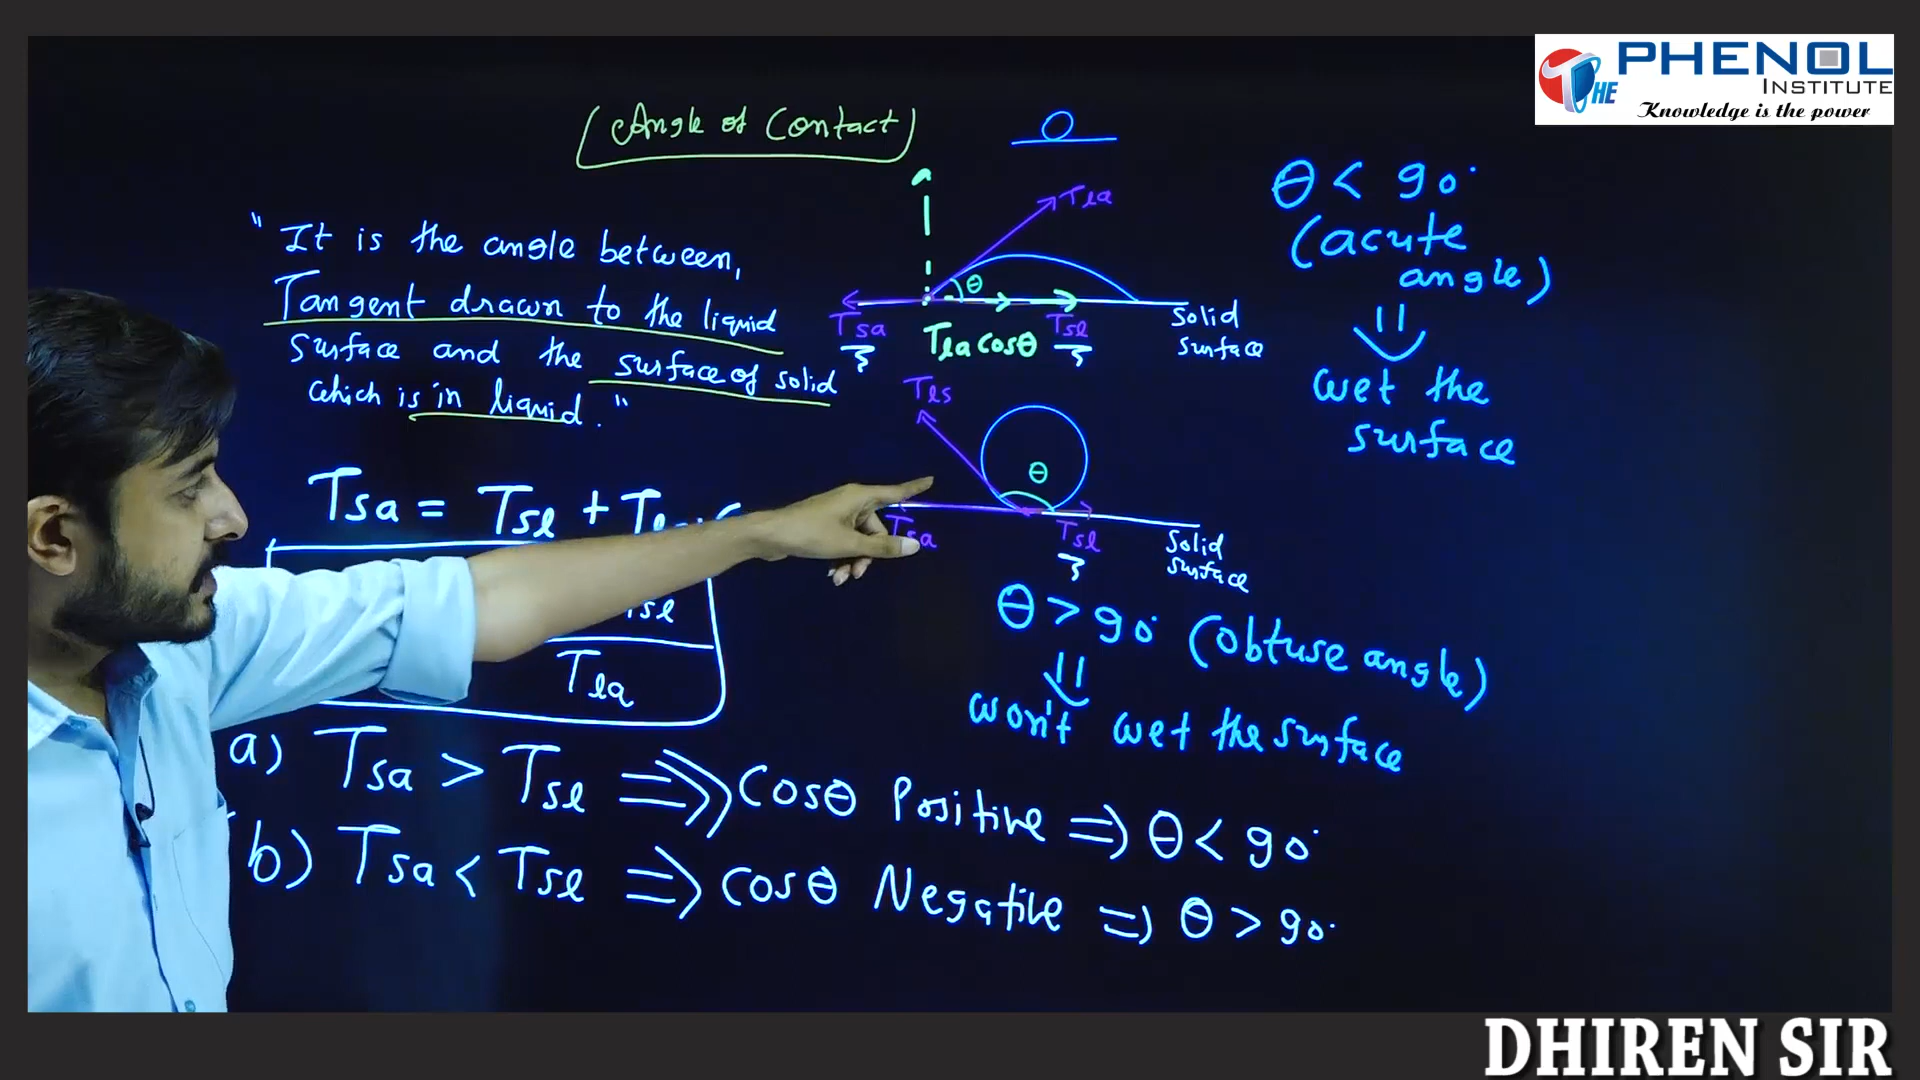 THE PHENOL
INSTITUTE
Knowledge is the power
(Angle of Contact)
"It is the angle between,
Tangent drawn to the liquid
surface and the surface of solid
which is in liquid."
Tla
θ
Tsa
Tlacosθ
Tsl
Solid
surface
θ < 90°
(acute
angle)
wet the
surface
Tls
θ
Tsa
Tsl
Solid
surface
θ > 90° (obtuse angle)
won't wet the surface
Tsa = Tsl + T
Tsl
Tla
a) Tsa > Tsl ⇒ Cosθ Positive ⇒ θ < 90°
b) Tsa < Tsl ⇒ cosθ Negative ⇒ θ > 90°
DHIREN SIR